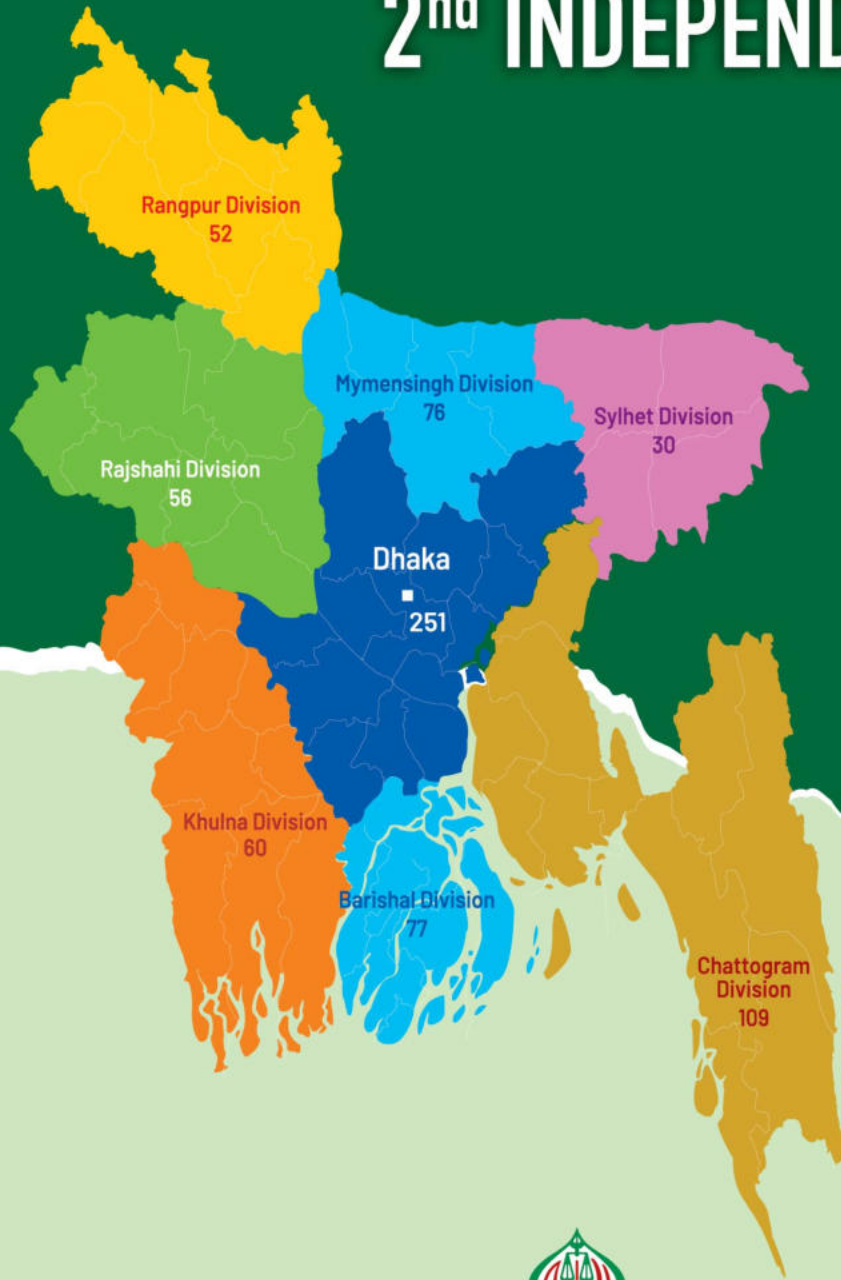 2nd INDEPEND
Rangpur Division
52
Mymensingh Division
76
Sylhet Division
30
Rajshahi Division
56
Dhaka
251
Khulna Division
60
Barishal Division
77
Chattogram
Division
109